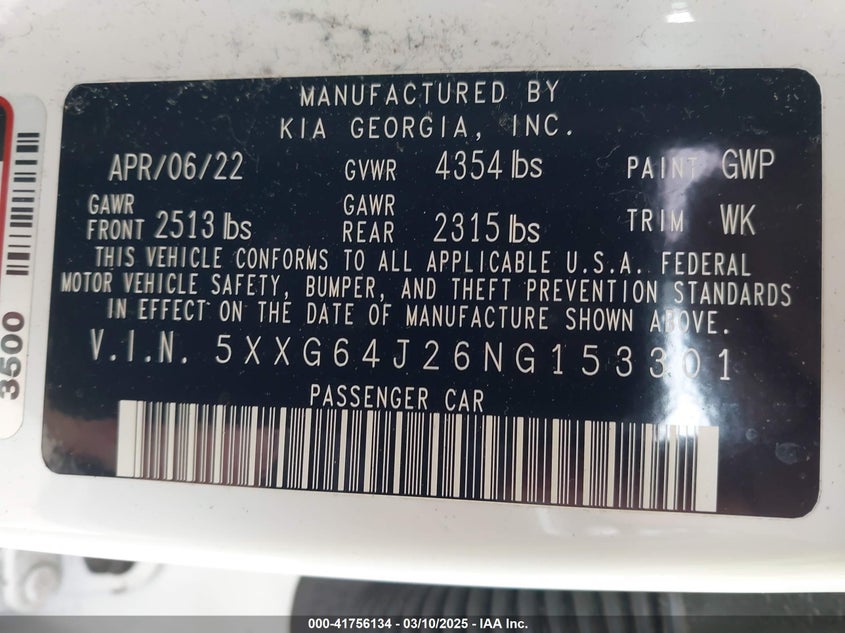 MANUFACTURED BY
KIA GEORGIA, INC.
APR/06/22 GVWR 4354 lbs PAINT GWP
GAWR FRONT 2513 lbs GAWR REAR 2315 lbs TRIM WK
THIS VEHICLE CONFORMS TO ALL APPLICABLE U.S.A. FEDERAL
MOTOR VEHICLE SAFETY, BUMPER, AND THEFT PREVENTION STANDARDS
IN EFFECT ON THE DATE OF MANUFACTURE SHOWN ABOVE.
V.I.N. 5XXG64J26NG153301
PASSENGER CAR
3500
000-41756134 - 03/10/2025 - IAA Inc.